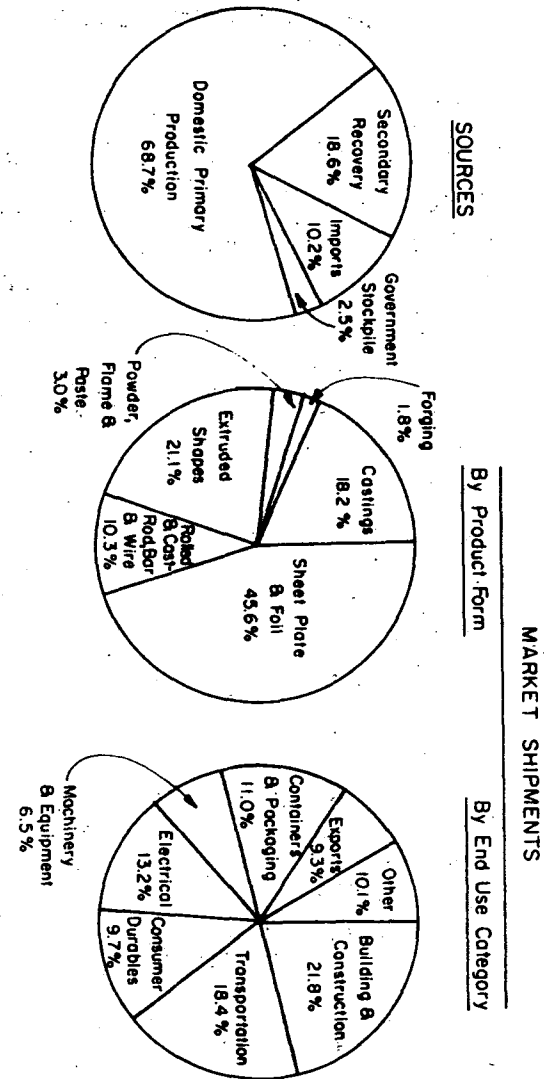 MARKET SHIPMENTS
SOURCES
By Product Form
By End Use Category
Secondary
Recovery
18.6%
Imports
10.2%
Government
Stockpile
2.5%
Domestic Primary
Production
68.7%
Forging
1.8%
Castings
18.2 %
Sheet Plate
& Foil
45.6%
Rolled
& Cast-
Rod,Bar
& Wire
10.3%
Extruded
Shapes
21.1%
Powder,
Flame &
Paste
3.0%
Other
10.1%
Building &
Construction
21.8%
Transportation
18.4%
Consumer
Durables
9.7%
Electrical
13.2%
Machinery
& Equipment
6.5%
Containers
& Packaging
11.0%
Exports
9.3%